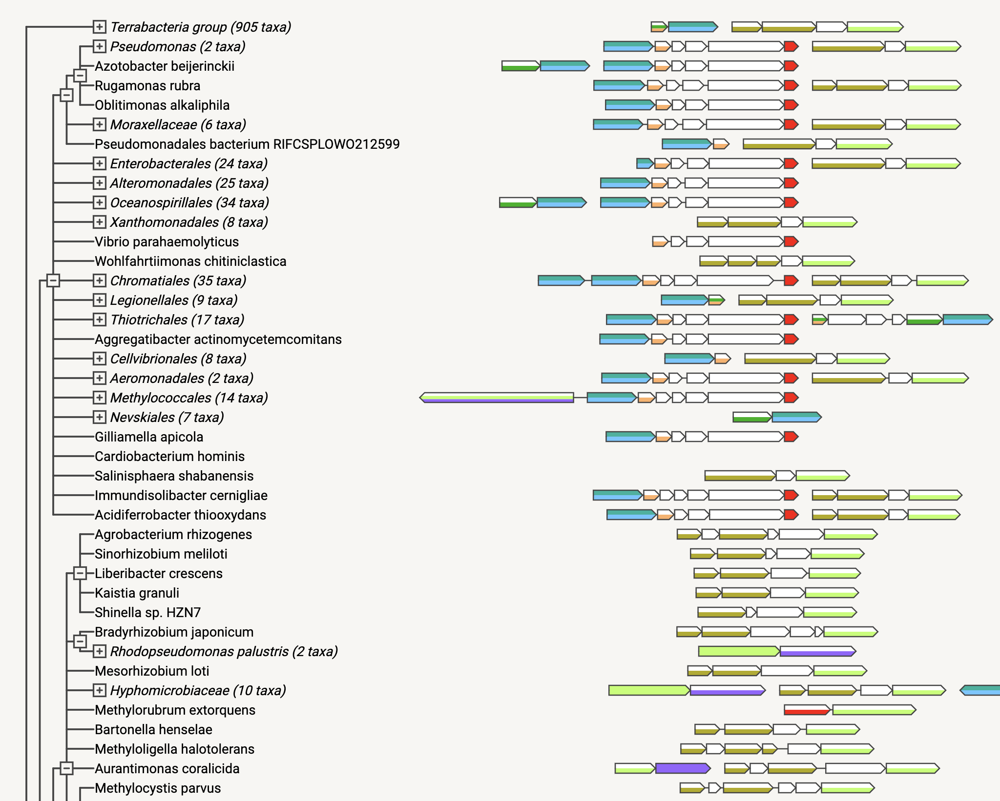 Terrabacteria group (905 taxa)
Pseudomonas (2 taxa)
Azotobacter beijerinckii
Rugamonas rubra
Oblitimonas alkaliphila
Moraxellaceae (6 taxa)
Pseudomonadales bacterium RIFCSPLOWO212599
Enterobacterales (24 taxa)
Alteromonadales (25 taxa)
Oceanospirillales (34 taxa)
Xanthomonadales (8 taxa)
Vibrio parahaemolyticus
Wohlfahrtiimonas chitiniclastica
Chromatiales (35 taxa)
Legionellales (9 taxa)
Thiotrichales (17 taxa)
Aggregatibacter actinomycetemcomitans
Cellvibrionales (8 taxa)
Aeromonadales (2 taxa)
Methylococcales (14 taxa)
Nevskiales (7 taxa)
Gilliamella apicola
Cardiobacterium hominis
Salinisphaera shabanensis
Immundisolibacter cernigliae
Acidiferrobacter thiooxydans
Agrobacterium rhizogenes
Sinorhizobium meliloti
Liberibacter crescens
Kaistia granuli
Shinella sp. HZN7
Bradyrhizobium japonicum
Rhodopseudomonas palustris (2 taxa)
Mesorhizobium loti
Hyphomicrobiaceae (10 taxa)
Methylorubrum extorquens
Bartonella henselae
Methyloligella halotolerans
Aurantimonas coralicida
Methylocystis parvus